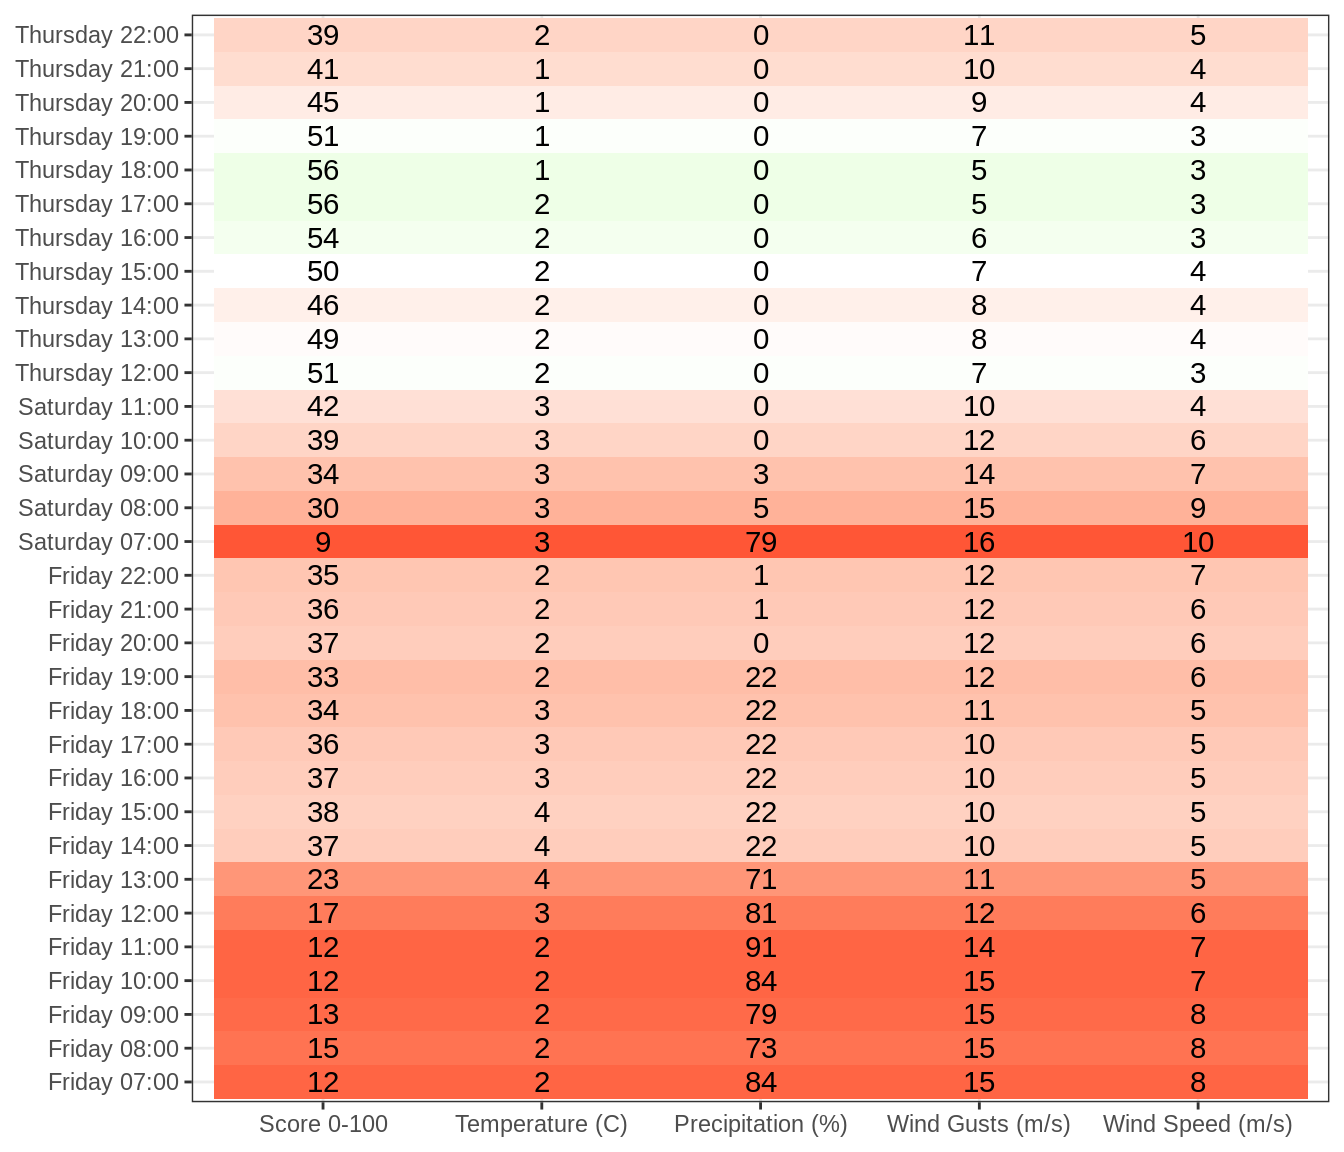 Thursday 22:00 39 2 0 11 5
Thursday 21:00 41 1 0 10 4
Thursday 20:00 45 1 0 9 4
Thursday 19:00 51 1 0 7 3
Thursday 18:00 56 1 0 5 3
Thursday 17:00 56 2 0 5 3
Thursday 16:00 54 2 0 6 3
Thursday 15:00 50 2 0 7 4
Thursday 14:00 46 2 0 8 4
Thursday 13:00 49 2 0 8 4
Thursday 12:00 51 2 0 7 3
Saturday 11:00 42 3 0 10 4
Saturday 10:00 39 3 0 12 6
Saturday 09:00 34 3 3 14 7
Saturday 08:00 30 3 5 15 9
Saturday 07:00 9 3 79 16 10
Friday 22:00 35 2 1 12 7
Friday 21:00 36 2 1 12 6
Friday 20:00 37 2 0 12 6
Friday 19:00 33 2 22 12 6
Friday 18:00 34 3 22 11 5
Friday 17:00 36 3 22 10 5
Friday 16:00 37 3 22 10 5
Friday 15:00 38 4 22 10 5
Friday 14:00 37 4 22 10 5
Friday 13:00 23 4 71 11 5
Friday 12:00 17 3 81 12 6
Friday 11:00 12 2 91 14 7
Friday 10:00 12 2 84 15 7
Friday 09:00 13 2 79 15 8
Friday 08:00 15 2 73 15 8
Friday 07:00 12 2 84 15 8
Score 0-100 Temperature (C) Precipitation (%) Wind Gusts (m/s) Wind Speed (m/s)